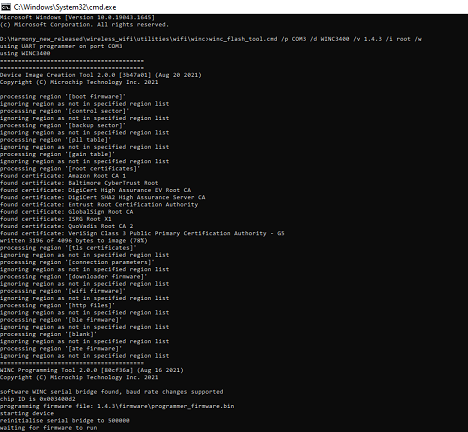 C:\Windows\System32\cmd.exe
Microsoft Windows [Version 10.0.19043.1645]
(c) Microsoft Corporation. All rights reserved.
D:\Harmony_new_released\wireless_wifi\utilities\wifi\winc>winc_flash_tool.cmd /p COM3 /d WINC3400 /v 1.4.3 /i root /w
using UART programmer on port COM3
using WINC3400
========================================
========================================
Device Image Creation Tool 2.0.0 [3b47a01] (Aug 20 2021)
Copyright (C) Microchip Technology Inc. 2021
processing region '[boot firmware]'
ignoring region as not in specified region list
processing region '[control sector]'
ignoring region as not in specified region list
processing region '[backup sector]'
ignoring region as not in specified region list
processing region '[pll table]'
ignoring region as not in specified region list
processing region '[gain table]'
ignoring region as not in specified region list
processing region '[root certificates]'
found certificate: Amazon Root CA 1
found certificate: Baltimore CyberTrust Root
found certificate: DigiCert High Assurance EV Root CA
found certificate: DigiCert SHA2 High Assurance Server CA
found certificate: Entrust Root Certification Authority
found certificate: GlobalSign Root CA
found certificate: ISRG Root X1
found certificate: QuoVadis Root CA 2
found certificate: VeriSign Class 3 Public Primary Certification Authority - G5
written 3196 of 4096 bytes to image (78%)
processing region '[tls certificates]'
ignoring region as not in specified region list
processing region '[connection parameters]'
ignoring region as not in specified region list
processing region '[downloader firmware]'
ignoring region as not in specified region list
processing region '[wifi firmware]'
ignoring region as not in specified region list
processing region '[http files]'
ignoring region as not in specified region list
processing region '[ble firmware]'
ignoring region as not in specified region list
processing region '[blank]'
ignoring region as not in specified region list
processing region '[ate firmware]'
ignoring region as not in specified region list
========================================
WINC Programming Tool 2.0.0 [80cf36a] (Aug 16 2021)
Copyright (C) Microchip Technology Inc. 2021
software WINC serial bridge found, baud rate changes supported
chip ID is 0x003400d2
programming firmware file: 1.4.3\firmware\programmer_firmware.bin
starting device
reinitialise serial bridge to 500000
waiting for firmware to run